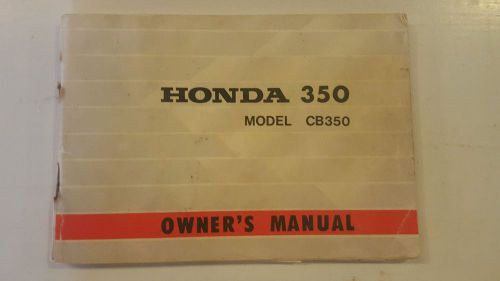 HONDA 350
MODEL CB350
OWNER'S MANUAL